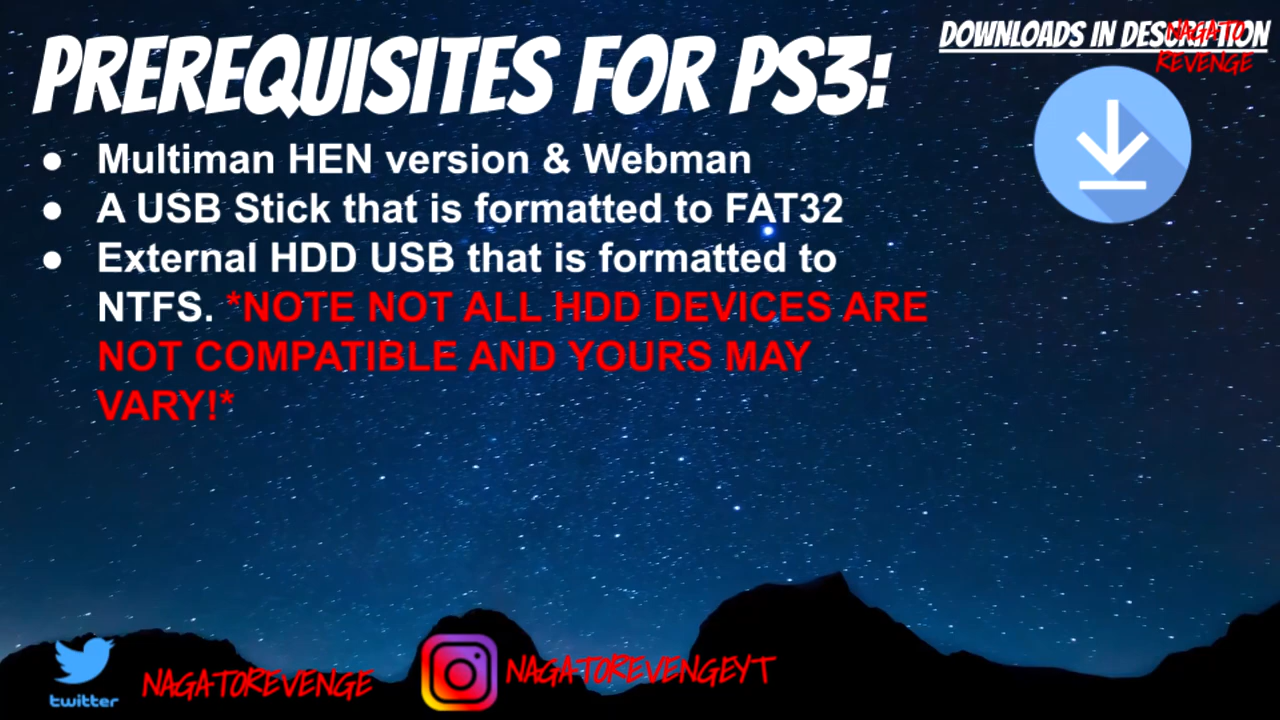 PREREQUISITES FOR PS3:
DOWNLOADS IN DESCRIPTION
NAGATO
REVENGE
● Multiman HEN version & Webman
● A USB Stick that is formatted to FAT32
● External HDD USB that is formatted to
NTFS. *NOTE NOT ALL HDD DEVICES ARE
NOT COMPATIBLE AND YOURS MAY
VARY!*
twitter
NAGATOREVENGE
NAGATOREVENGEYT